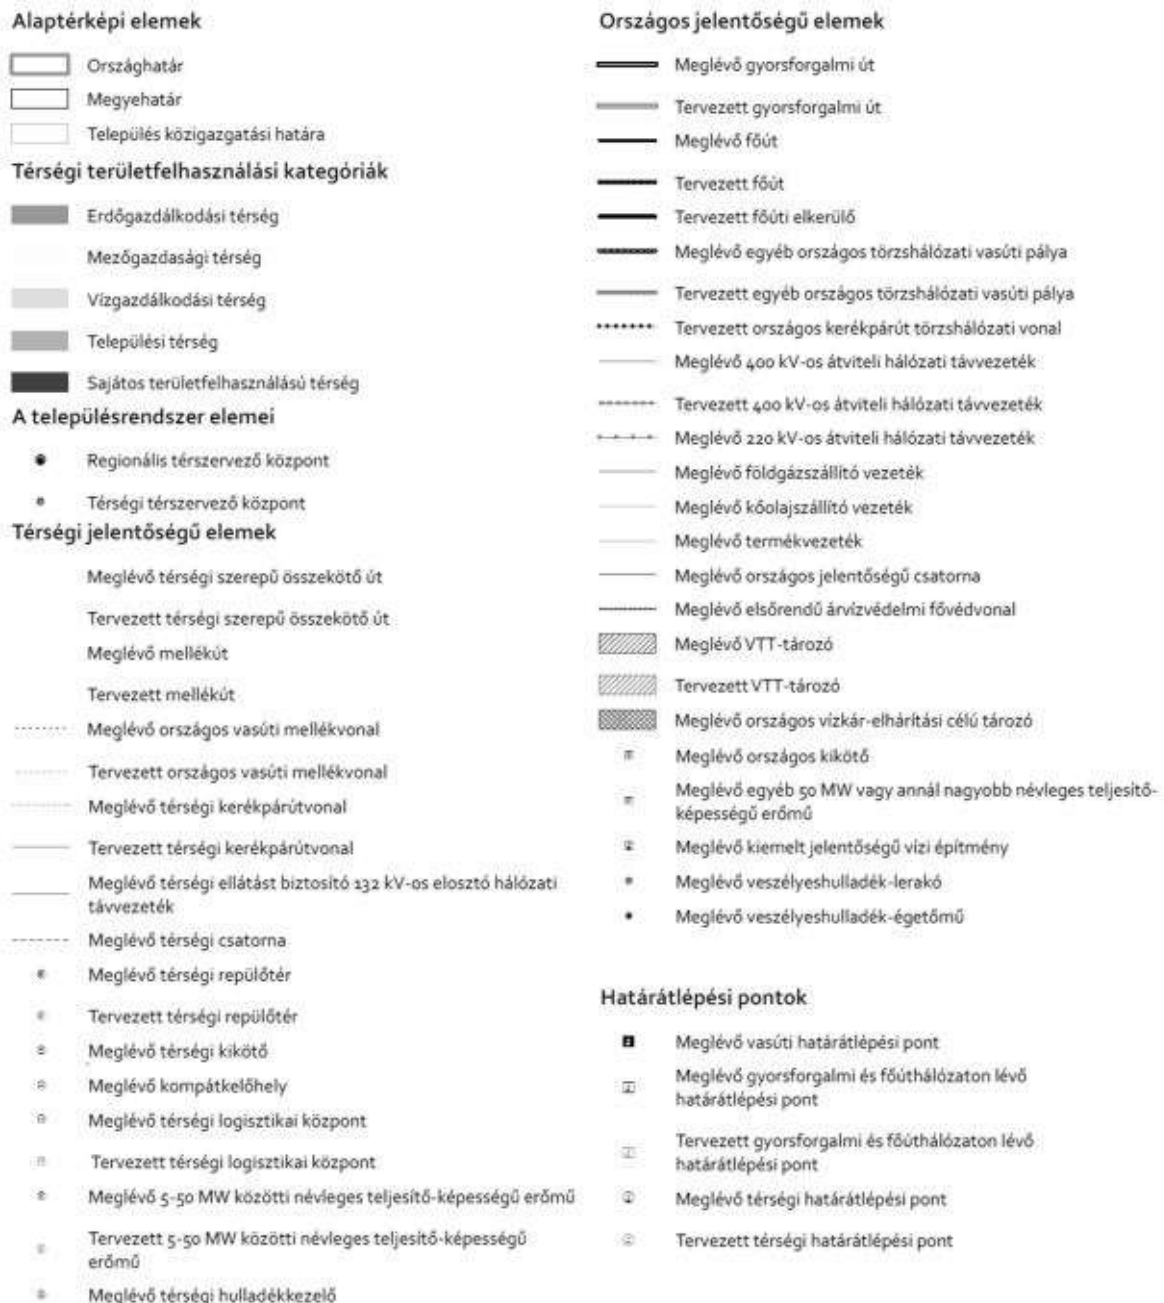 Alaptérképi elemek
Országhatár
Megyehatár
Település közigazgatási határa
Térségi területfelhasználási kategóriák
Erdőgazdálkodási térség
Mezőgazdasági térség
Vízgazdálkodási térség
Települési térség
Sajátos területfelhasználású térség
A településrendszer elemei
Regionális térszervező központ
Térségi térszervező központ
Térségi jelentőségű elemek
Meglévő térségi szerepű összekötő út
Tervezett térségi szerepű összekötő út
Meglévő mellékút
Tervezett mellékút
Meglévő országos vasúti mellékvonal
Tervezett országos vasúti mellékvonal
Meglévő térségi kerékpárútvonal
Tervezett térségi kerékpárútvonal
Meglévő térségi ellátást biztosító 132 kV-os elosztó hálózati
távvezeték
Meglévő térségi csatorna
Meglévő térségi repülőtér
Tervezett térségi repülőtér
Meglévő térségi kikötő
Meglévő kompátkelőhely
Meglévő térségi logisztikai központ
Tervezett térségi logisztikai központ
Meglévő 5-50 MW közötti névleges teljesítő-képességű erőmű
Tervezett 5-50 MW közötti névleges teljesítő-képességű
erőmű
Meglévő térségi hulladékkezelő
Országos jelentőségű elemek
Meglévő gyorsforgalmi út
Tervezett gyorsforgalmi út
Meglévő főút
Tervezett főút
Tervezett főúti elkerülő
Meglévő egyéb országos törzshálózati vasúti pálya
Tervezett egyéb országos törzshálózati vasúti pálya
Tervezett országos kerékpárút törzshálózati vonal
Meglévő 400 kV-os átviteli hálózati távvezeték
Tervezett 400 kV-os átviteli hálózati távvezeték
Meglévő 220 kV-os átviteli hálózati távvezeték
Meglévő földgázszállító vezeték
Meglévő kőolajszállító vezeték
Meglévő termékvezeték
Meglévő országos jelentőségű csatorna
Meglévő elsőrendű árvízvédelmi fővédvonal
Meglévő VTT-tározó
Tervezett VTT-tározó
Meglévő országos vízkár-elhárítási célú tározó
Meglévő országos kikötő
Meglévő egyéb 50 MW vagy annál nagyobb névleges teljesítő-
képességű erőmű
Meglévő kiemelt jelentőségű vízi építmény
Meglévő veszélyeshulladék-lerakó
Meglévő veszélyeshulladék-égetőmű
Határátlépési pontok
Meglévő vasúti határátlépési pont
Meglévő gyorsforgalmi és főúthálózaton lévő
határátlépési pont
Tervezett gyorsforgalmi és főúthálózaton lévő
határátlépési pont
Meglévő térségi határátlépési pont
Tervezett térségi határátlépési pont